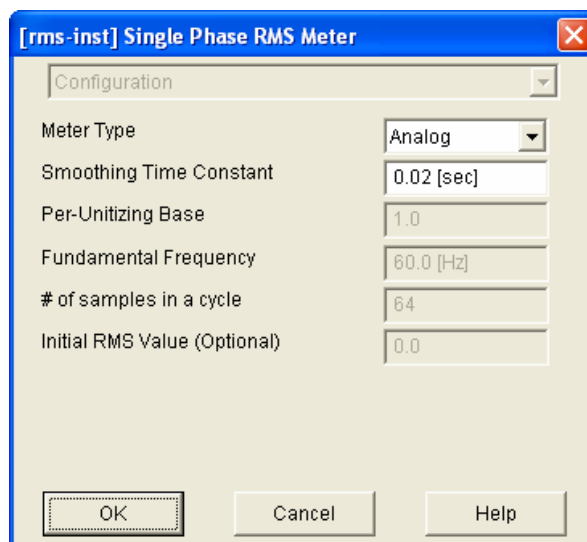 [rms-inst] Single Phase RMS Meter
Configuration
Meter Type Analog
Smoothing Time Constant 0.02 [sec]
Per-Unitizing Base 1.0
Fundamental Frequency 60.0 [Hz]
# of samples in a cycle 64
Initial RMS Value (Optional) 0.0
OK Cancel Help